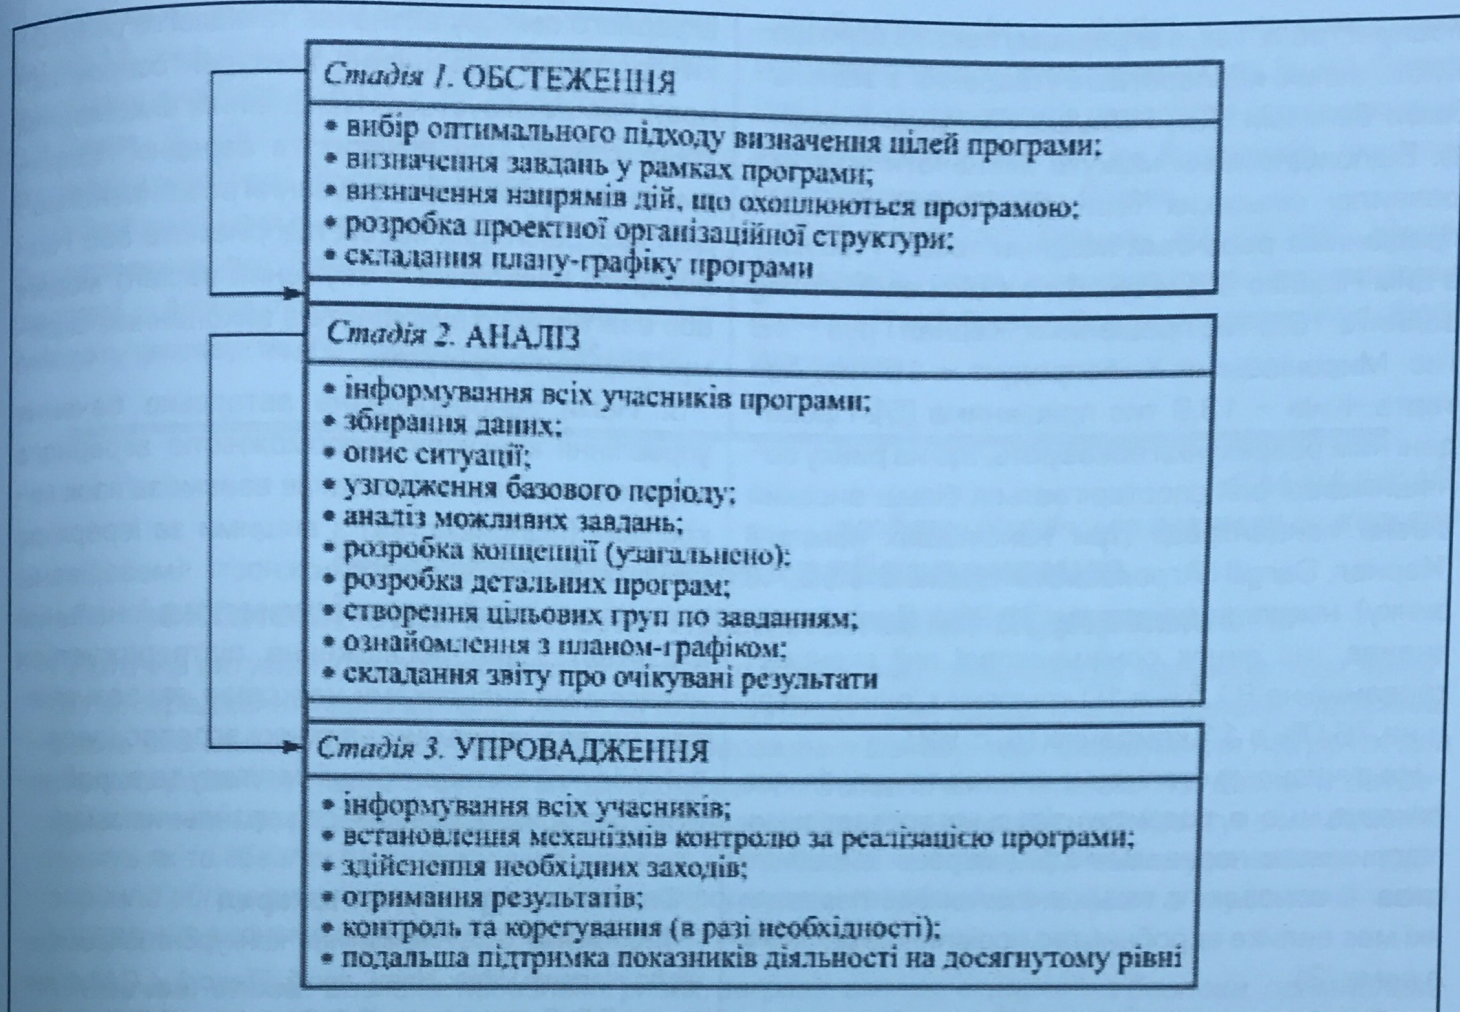 Стадія 1. ОБСТЕЖЕННЯ
• вибір оптимального підходу визначення цілей програми;
• визначення завдань у рамках програми;
• визначення напрямів дій, що охоплюються програмою;
• розробка проектної організаційної структури;
• складання плану-графіку програми
Стадія 2. АНАЛІЗ
• інформування всіх учасників програми;
• збирання даних;
• опис ситуації;
• узгодження базового періоду;
• аналіз можливих завдань;
• розробка концепції (узагальнено);
• розробка детальних програм;
• створення цільових груп по завданням;
• ознайомлення з планом-графіком;
• складання звіту про очікувані результати
Стадія 3. УПРОВАДЖЕННЯ
• інформування всіх учасників;
• встановлення механізмів контролю за реалізацією програми;
• здійснення необхідних заходів;
• отримання результатів;
• контроль та корегування (в разі необхідності);
• подальша підтримка показників діяльності на досягнутому рівні